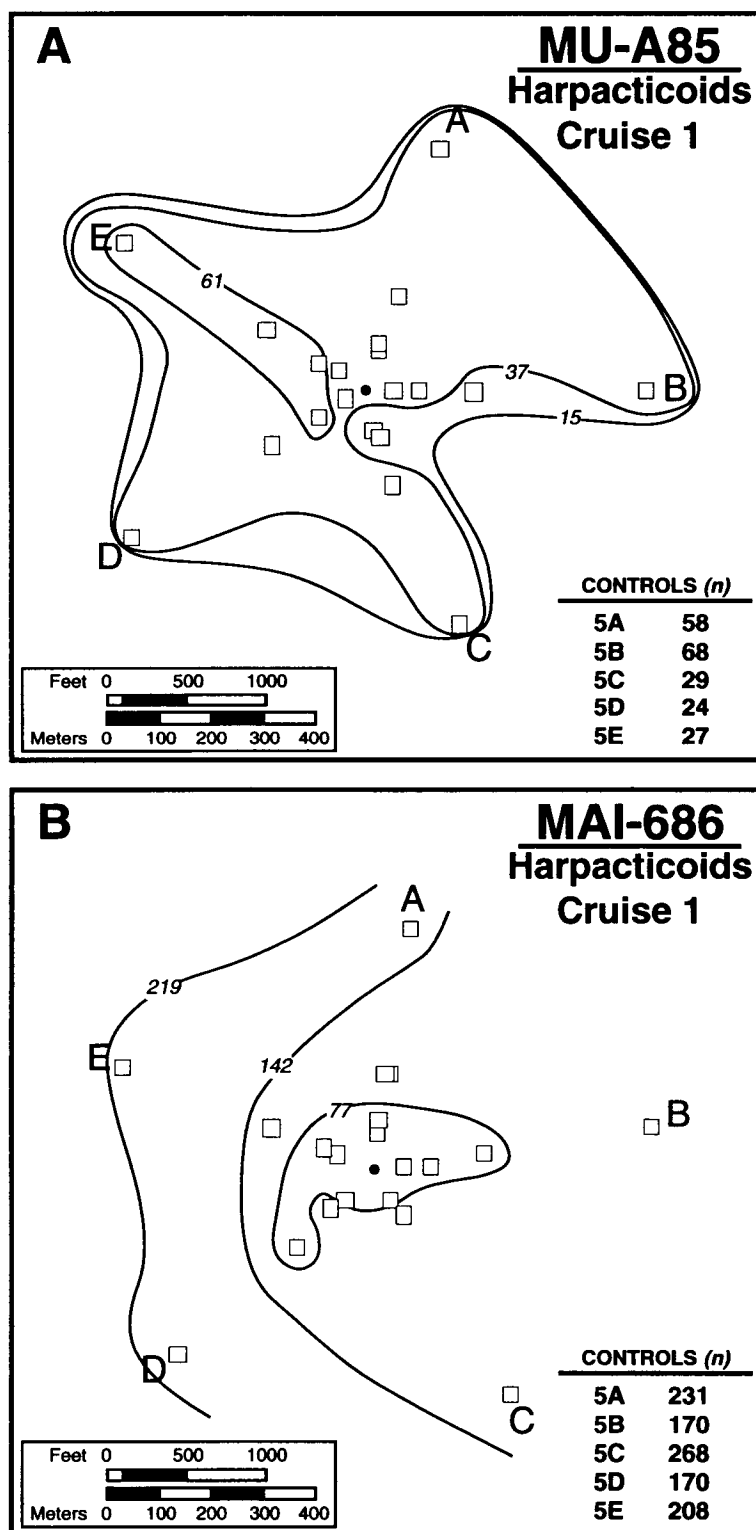 A
MU-A85
Harpacticoids
Cruise 1
A
E
61
37
B
15
D
C
CONTROLS (n)
5A 58
5B 68
5C 29
5D 24
5E 27
Feet 0 500 1000
Meters 0 100 200 300 400
B
MAI-686
Harpacticoids
Cruise 1
A
219
E
142
77
B
D
C
CONTROLS (n)
5A 231
5B 170
5C 268
5D 170
5E 208
Feet 0 500 1000
Meters 0 100 200 300 400